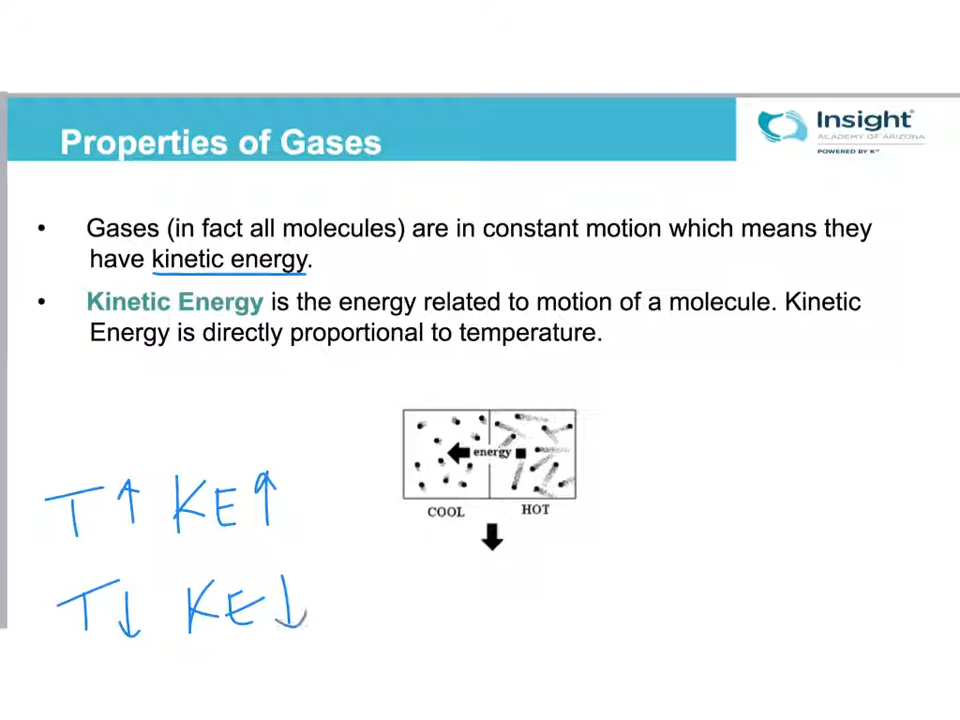 Properties of Gases
Insight
ACADEMY OF ARIZONA
POWERED BY K¹²
• Gases (in fact all molecules) are in constant motion which means they
have kinetic energy.
• Kinetic Energy is the energy related to motion of a molecule. Kinetic
Energy is directly proportional to temperature.
energy
COOL HOT
T↑ KE↑
T↓ KE↓